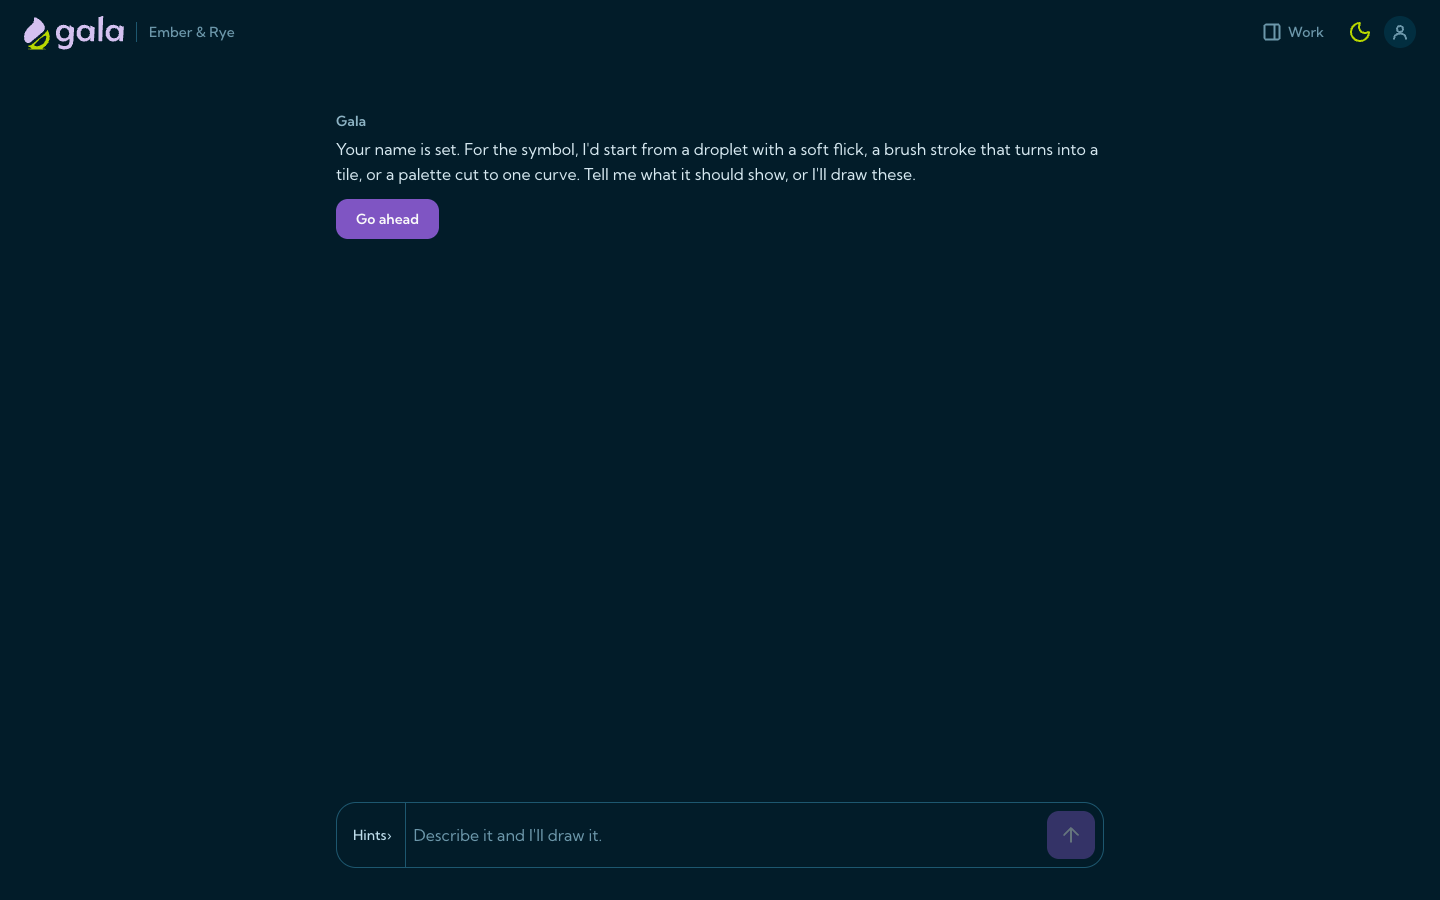 gala
Ember & Rye
Work
Gala
Your name is set. For the symbol, I'd start from a droplet with a soft flick, a brush stroke that turns into a
tile, or a palette cut to one curve. Tell me what it should show, or I'll draw these.
Go ahead
Hints›
Describe it and I'll draw it.